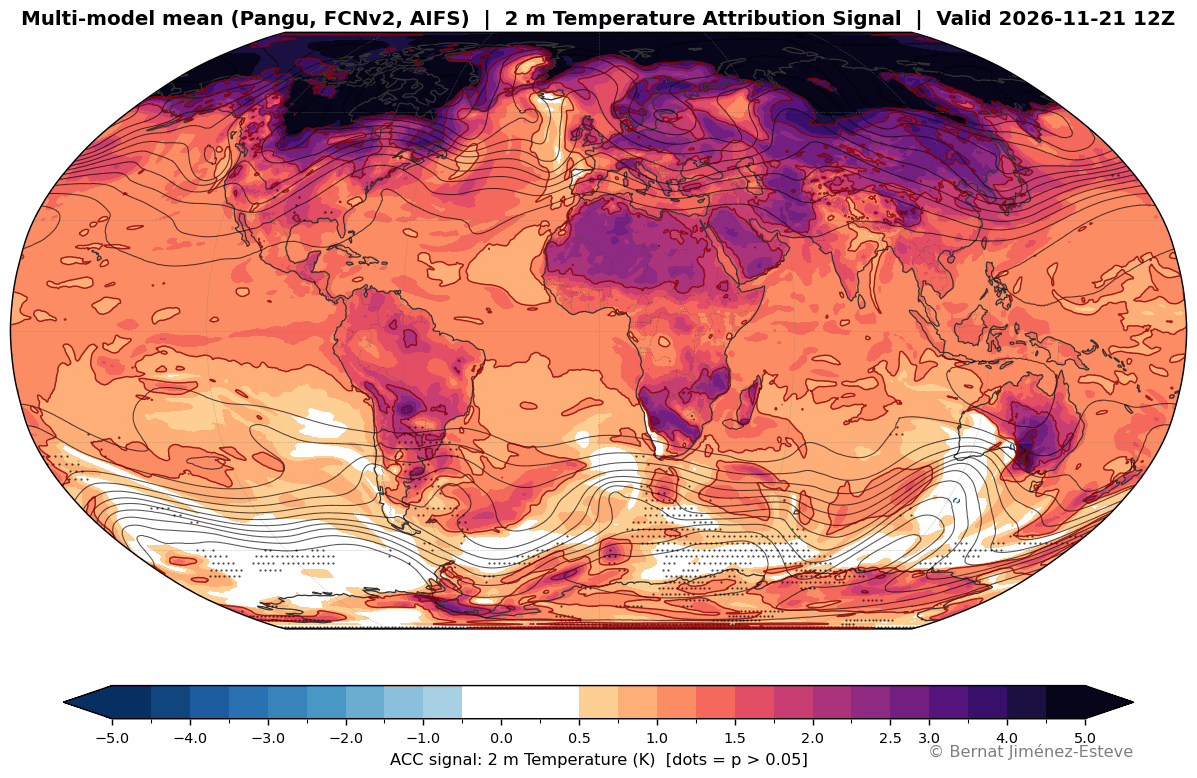 Multi-model mean (Pangu, FCNv2, AIFS) | 2 m Temperature Attribution Signal | Valid 2026-11-21 12Z
−5.0 −4.0 −3.0 −2.0 −1.0 0.0 0.5 1.0 1.5 2.0 2.5 3.0 4.0 5.0
© Bernat Jiménez-Esteve
ACC signal: 2 m Temperature (K) [dots = p > 0.05]